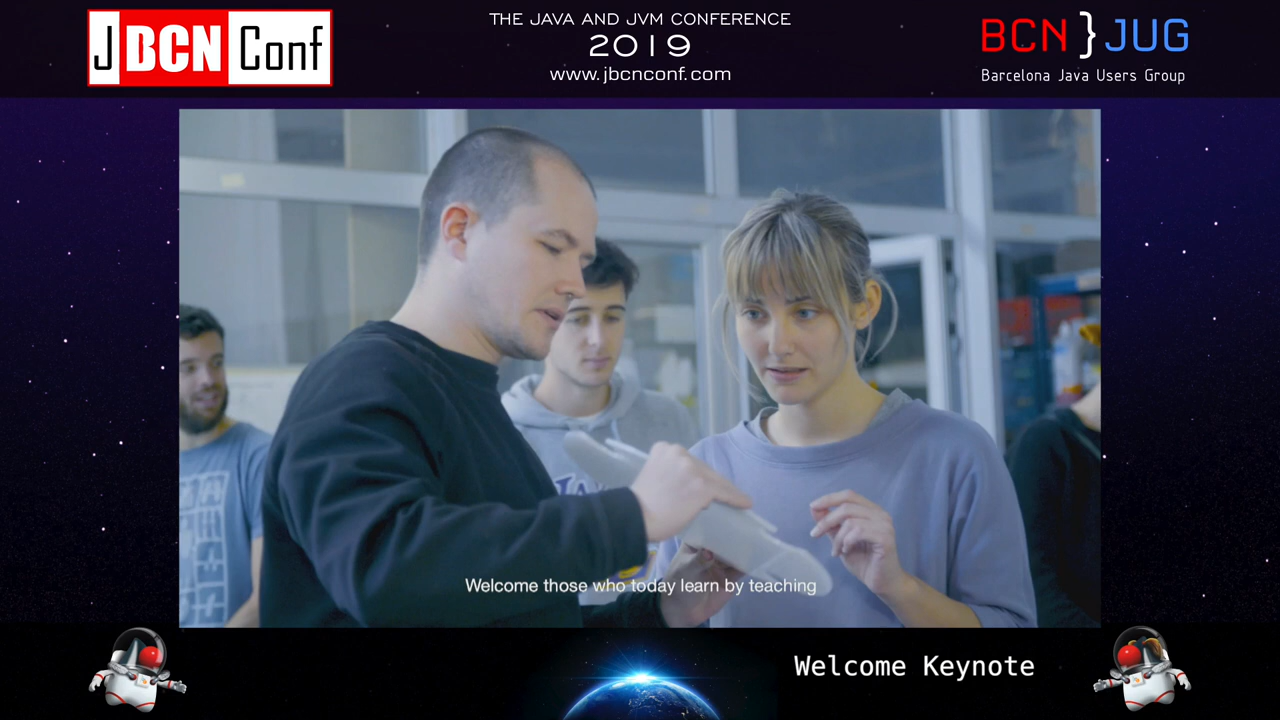 J BCN Conf
THE JAVA AND JVM CONFERENCE
2019
www.jbcnconf.com
BCN } JUG
Barcelona Java Users Group
Welcome those who today learn by teaching
Welcome Keynote